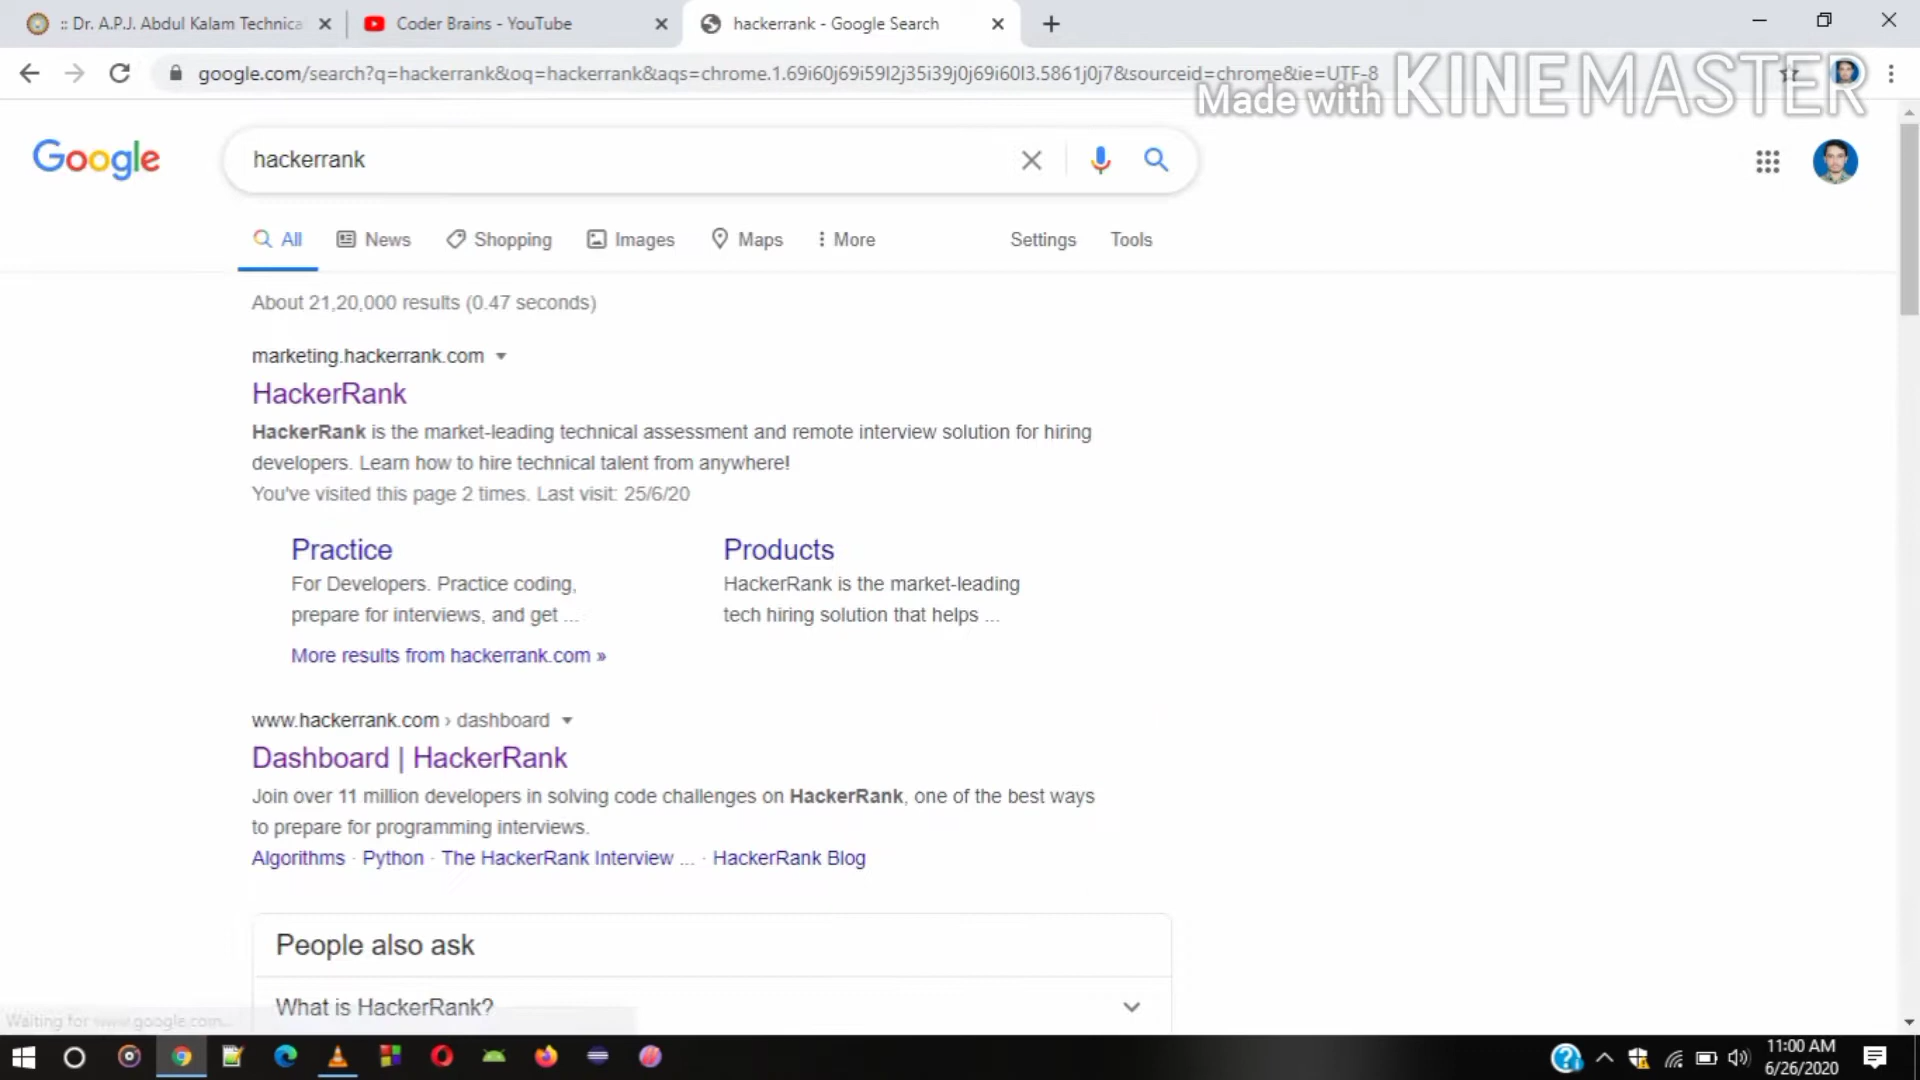 :: Dr. A.P.J. Abdul Kalam Technica
Coder Brains - YouTube
hackerrank - Google Search
google.com/search?q=hackerrank&oq=hackerrank&aqs=chrome.1.69i60j69i59l2j35i39j0j69i60l3.5861j0j7&sourceid=chrome&ie=UTF-8
Made with KINEMASTER
Google
hackerrank
All
News
Shopping
Images
Maps
More
Settings
Tools
About 21,20,000 results (0.47 seconds)
marketing.hackerrank.com
HackerRank
HackerRank is the market-leading technical assessment and remote interview solution for hiring
developers. Learn how to hire technical talent from anywhere!
You've visited this page 2 times. Last visit: 25/6/20
Practice
For Developers. Practice coding,
prepare for interviews, and get ...
Products
HackerRank is the market-leading
tech hiring solution that helps ...
More results from hackerrank.com »
www.hackerrank.com › dashboard
Dashboard | HackerRank
Join over 11 million developers in solving code challenges on HackerRank, one of the best ways
to prepare for programming interviews.
Algorithms · Python · The HackerRank Interview ... · HackerRank Blog
People also ask
What is HackerRank?
Waiting for www.google.com...
11:00 AM
6/26/2020